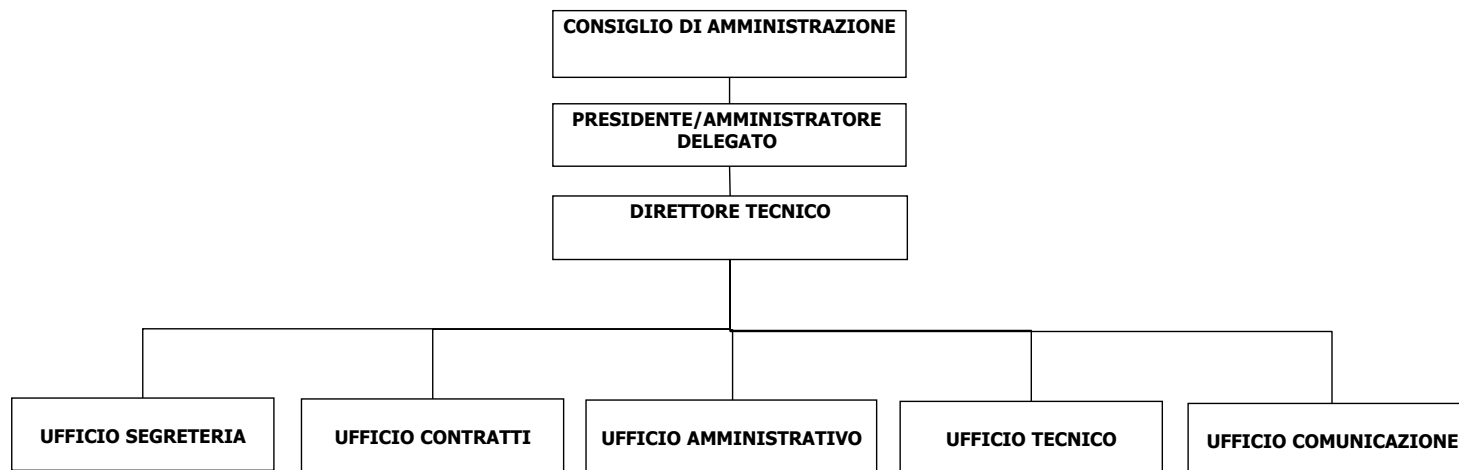 CONSIGLIO DI AMMINISTRAZIONE
PRESIDENTE/AMMINISTRATORE
DELEGATO
DIRETTORE TECNICO
UFFICIO SEGRETERIA
UFFICIO CONTRATTI
UFFICIO AMMINISTRATIVO
UFFICIO TECNICO
UFFICIO COMUNICAZIONE